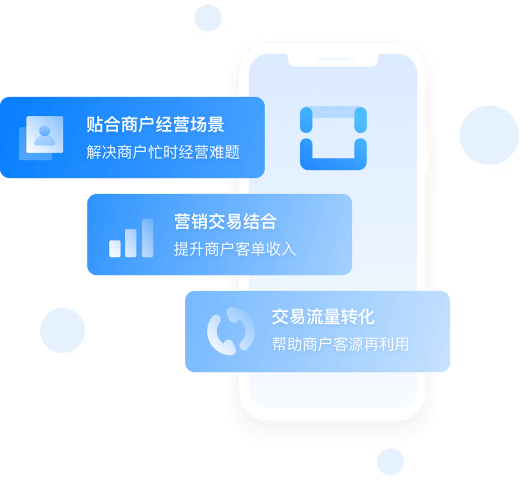 贴合商户经营场景
解决商户忙时经营难题
营销交易结合
提升商户客单收入
交易流量转化
帮助商户客源再利用